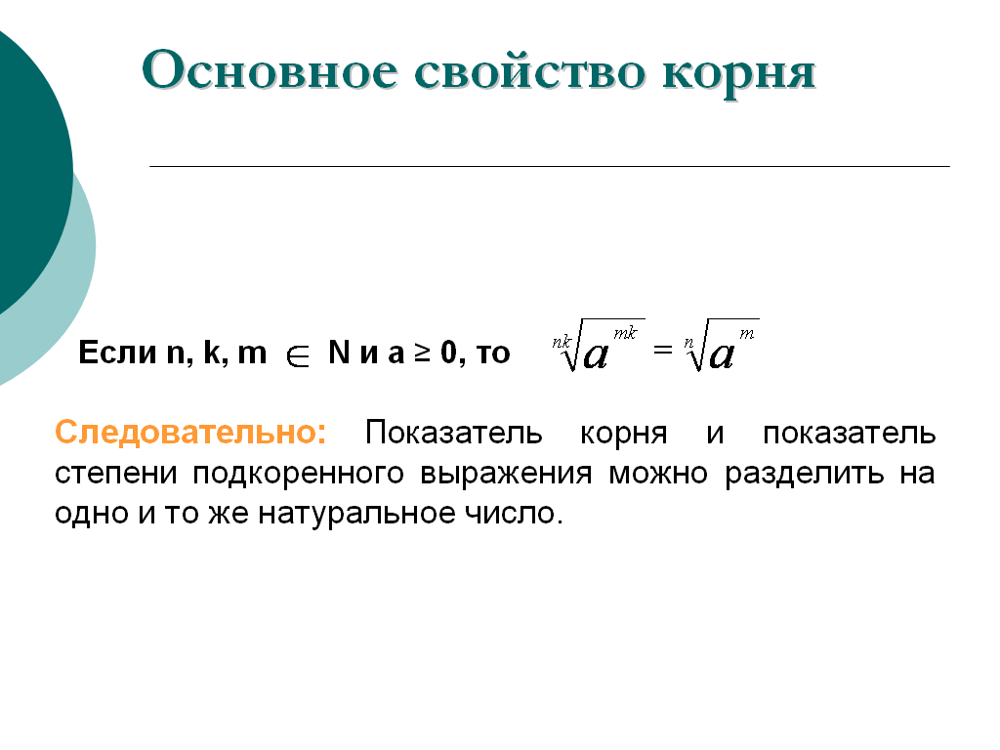 Основное свойство корня
Если n, k, m ∈ N и a ≥ 0, то $\sqrt[nk]{a^{mk}} = \sqrt[n]{a^{m}}$
Следовательно: Показатель корня и показатель
степени подкоренного выражения можно разделить на
одно и то же натуральное число.